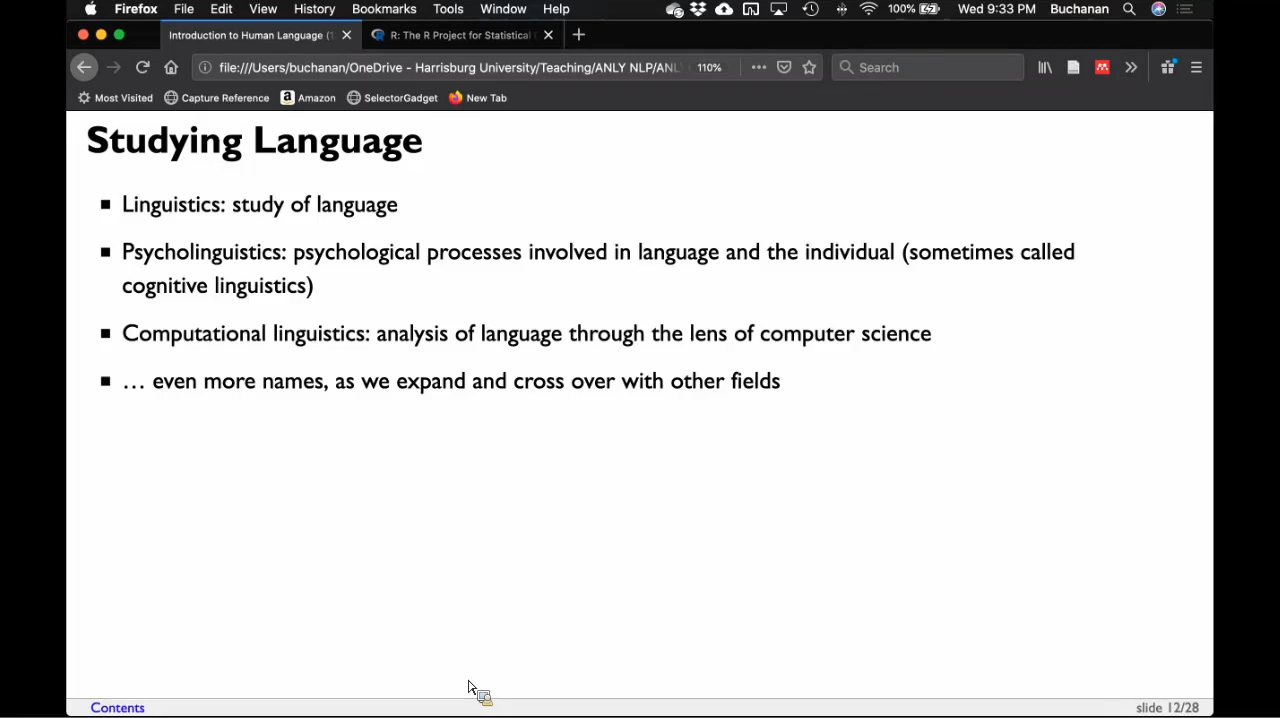 Firefox File Edit View History Bookmarks Tools Window Help 100% Wed 9:33 PM Buchanan
Introduction to Human Language (1 R: The R Project for Statistical C
file:///Users/buchanan/OneDrive - Harrisburg University/Teaching/ANLY NLP/ANL 110% Search
Most Visited Capture Reference Amazon SelectorGadget New Tab
Studying Language
Linguistics: study of language
Psycholinguistics: psychological processes involved in language and the individual (sometimes called
cognitive linguistics)
Computational linguistics: analysis of language through the lens of computer science
… even more names, as we expand and cross over with other fields
Contents slide 12/28